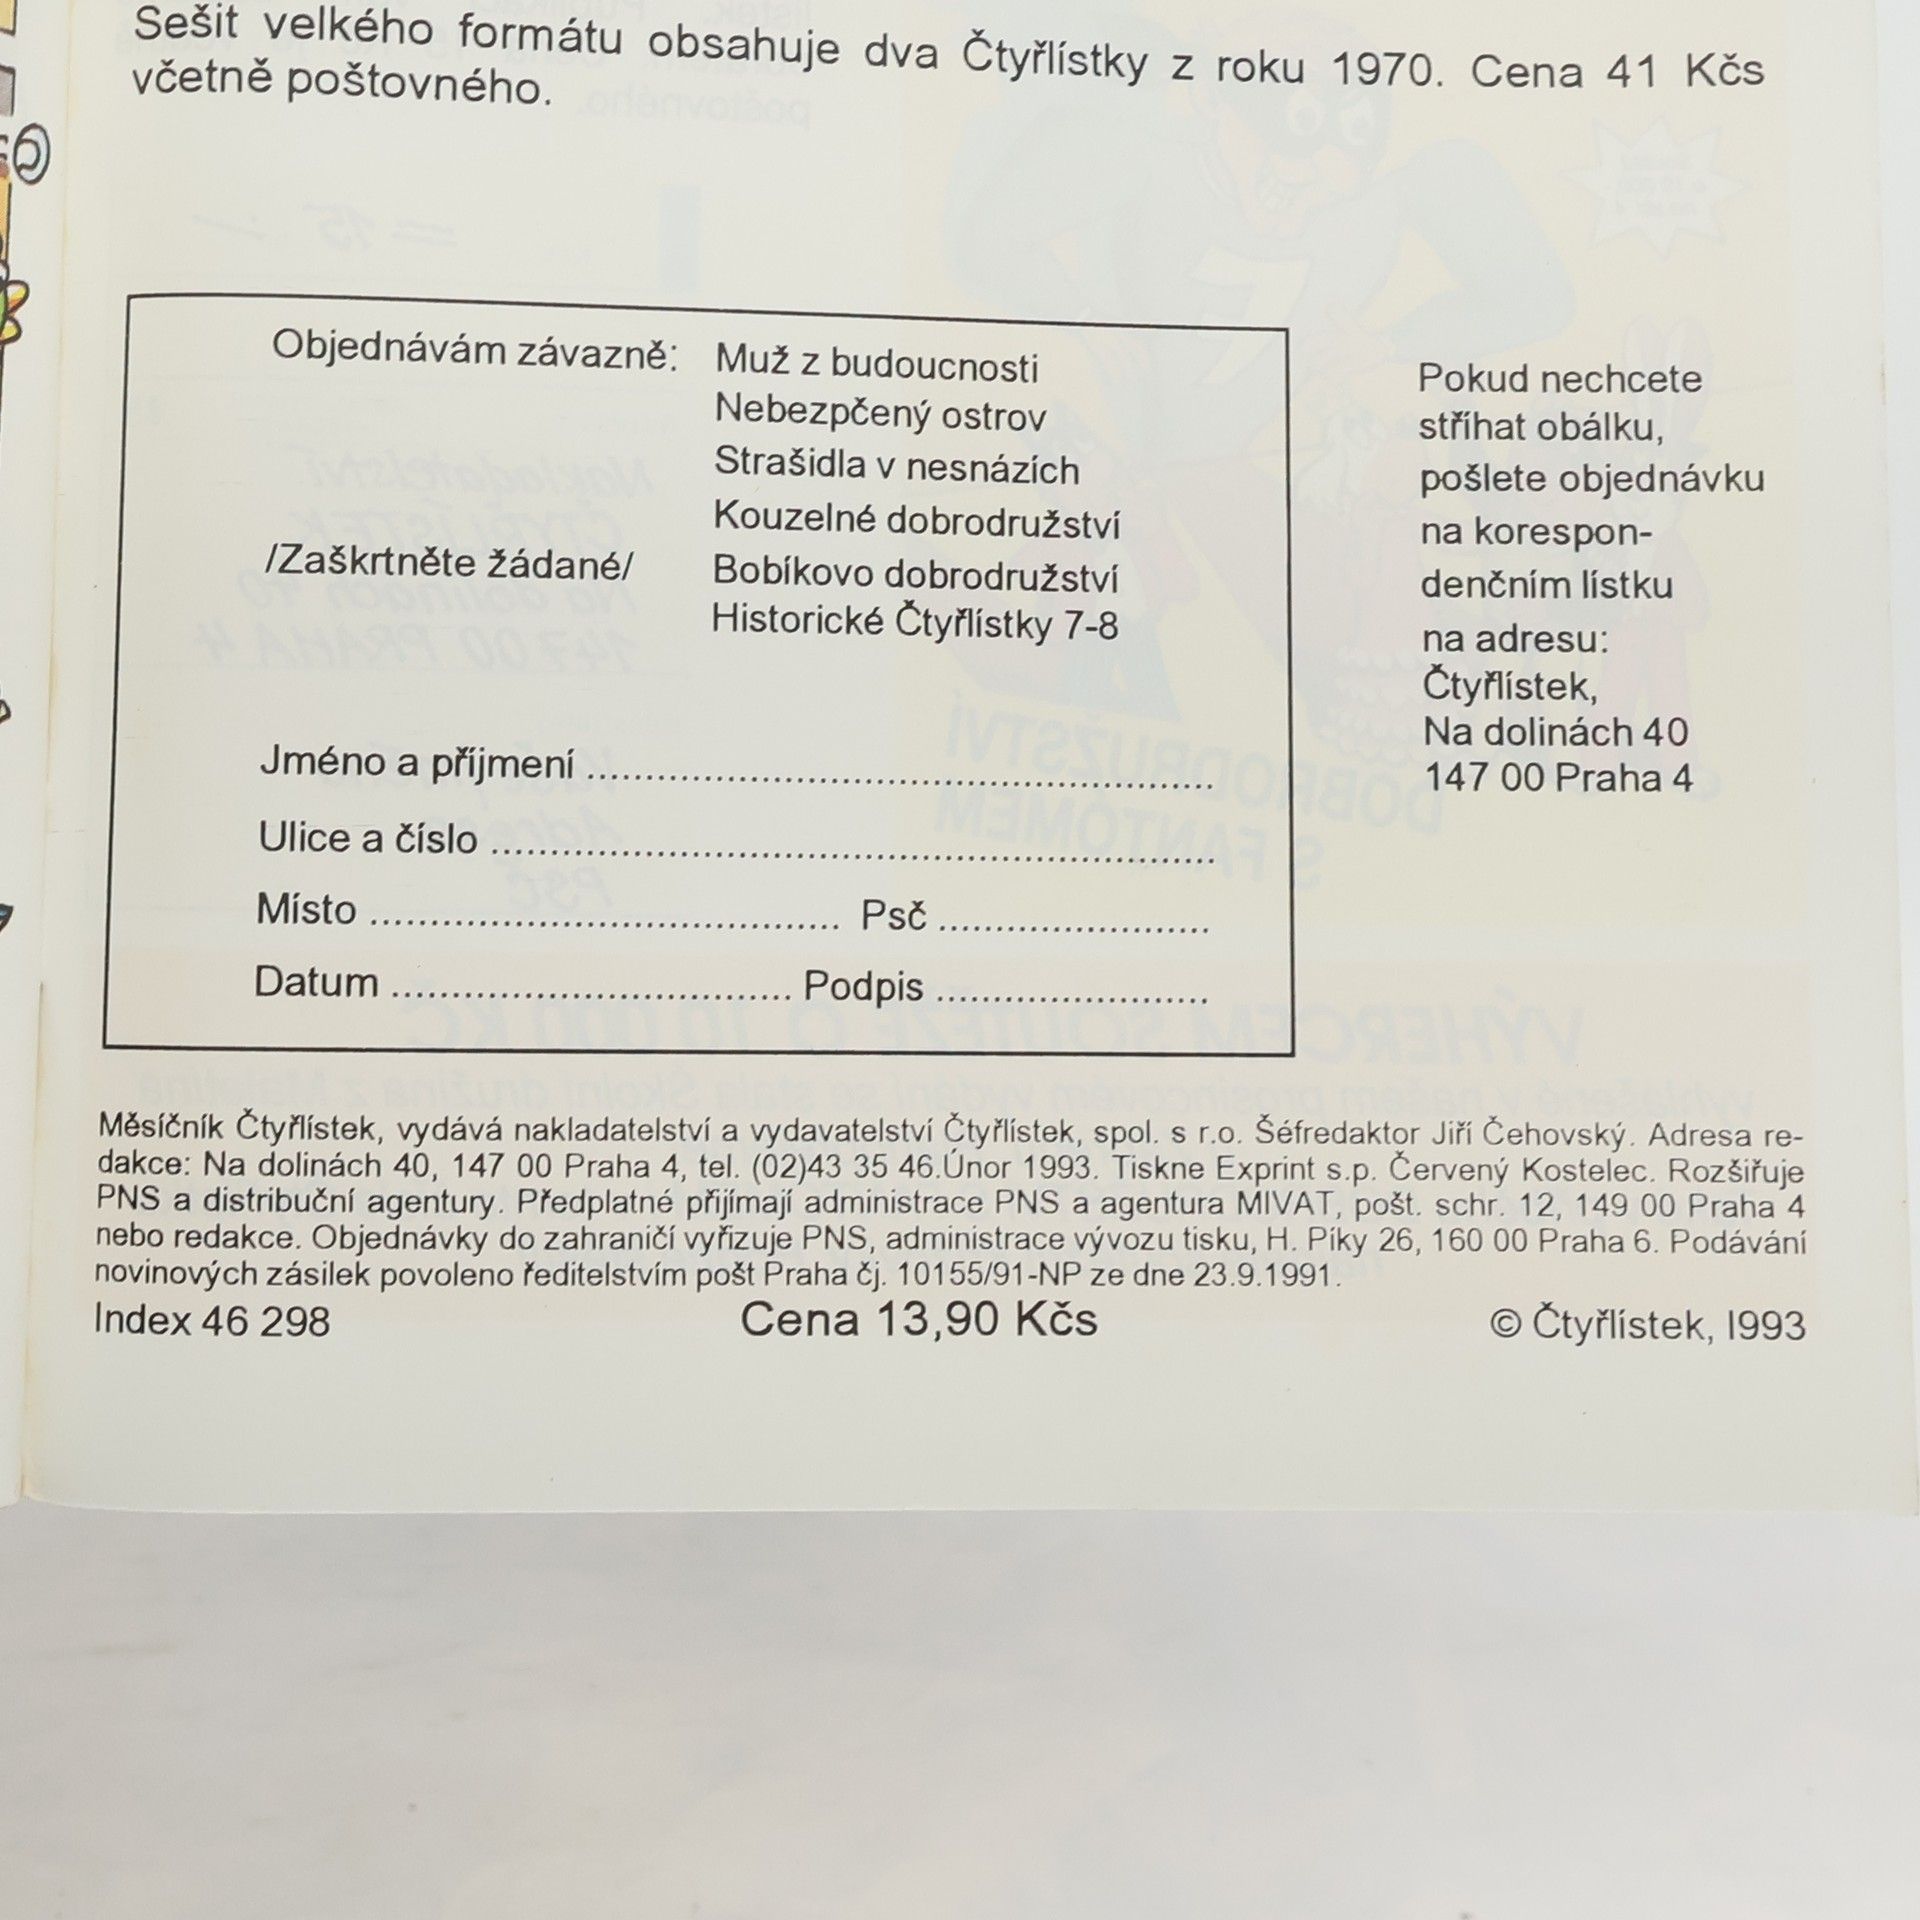 Sešit velkého formátu obsahuje dva Čtyřlístky z roku 1970. Cena 41 Kčs
včetně poštovného.
Objednávám závazně: Muž z budoucnosti
Nebezpčený ostrov
Strašidla v nesnázích
Kouzelné dobrodružství
/Zaškrtněte žádané/ Bobíkovo dobrodružství
Historické Čtyřlístky 7-8
Jméno a příjmení
Ulice a číslo
Místo Psč
Datum Podpis
Pokud nechcete
stříhat obálku,
pošlete objednávku
na korespon-
denčním lístku
na adresu:
Čtyřlístek,
Na dolinách 40
147 00 Praha 4
Měsíčník Čtyřlístek, vydává nakladatelství a vydavatelství Čtyřlístek, spol. s r.o. Šéfredaktor Jiří Čehovský. Adresa re-
dakce: Na dolinách 40, 147 00 Praha 4, tel. (02)43 35 46.Únor 1993. Tiskne Exprint s.p. Červený Kostelec. Rozšiřuje
PNS a distribuční agentury. Předplatné přijímají administrace PNS a agentura MIVAT, pošt. schr. 12, 149 00 Praha 4
nebo redakce. Objednávky do zahraničí vyřizuje PNS, administrace vývozu tisku, H. Píky 26, 160 00 Praha 6. Podávání
novinových zásilek povoleno ředitelstvím pošt Praha čj. 10155/91-NP ze dne 23.9.1991.
Index 46 298 Cena 13,90 Kčs © Čtyřlístek, I993